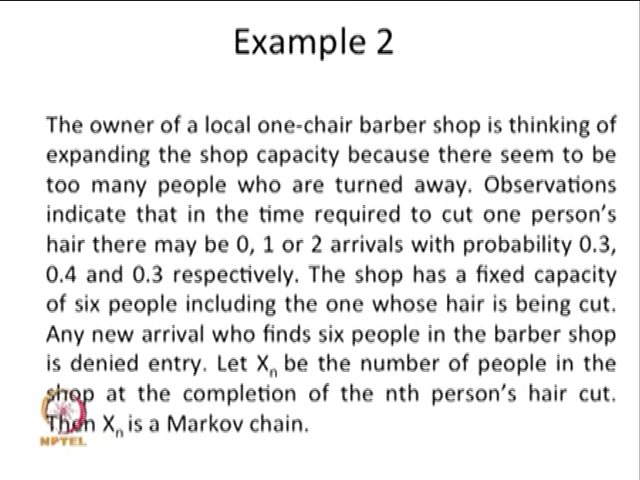 Example 2
The owner of a local one-chair barber shop is thinking of
expanding the shop capacity because there seem to be
too many people who are turned away. Observations
indicate that in the time required to cut one person's
hair there may be 0, 1 or 2 arrivals with probability 0.3,
0.4 and 0.3 respectively. The shop has a fixed capacity
of six people including the one whose hair is being cut.
Any new arrival who finds six people in the barber shop
is denied entry. Let Xn be the number of people in the
shop at the completion of the nth person's hair cut.
Then Xn is a Markov chain.
NPTEL